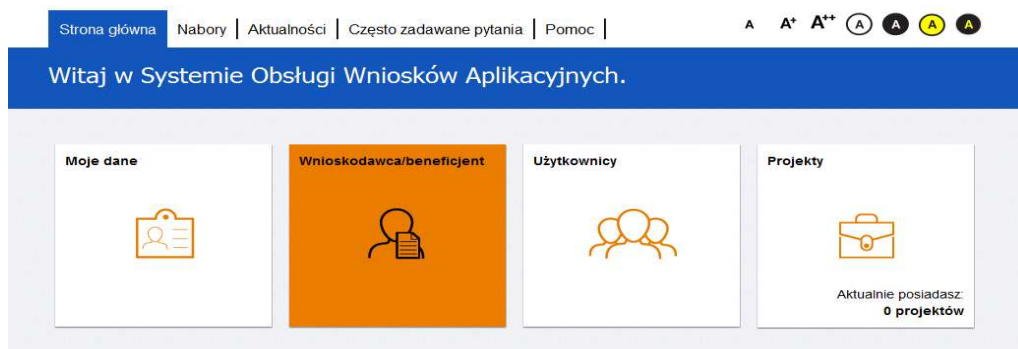 Strona główna Nabory Aktualności Często zadawane pytania Pomoc A A+ A++ A A A A
Witaj w Systemie Obsługi Wniosków Aplikacyjnych.
Moje dane Wnioskodawca/beneficjent Użytkownicy Projekty
Aktualnie posiadasz:
0 projektów